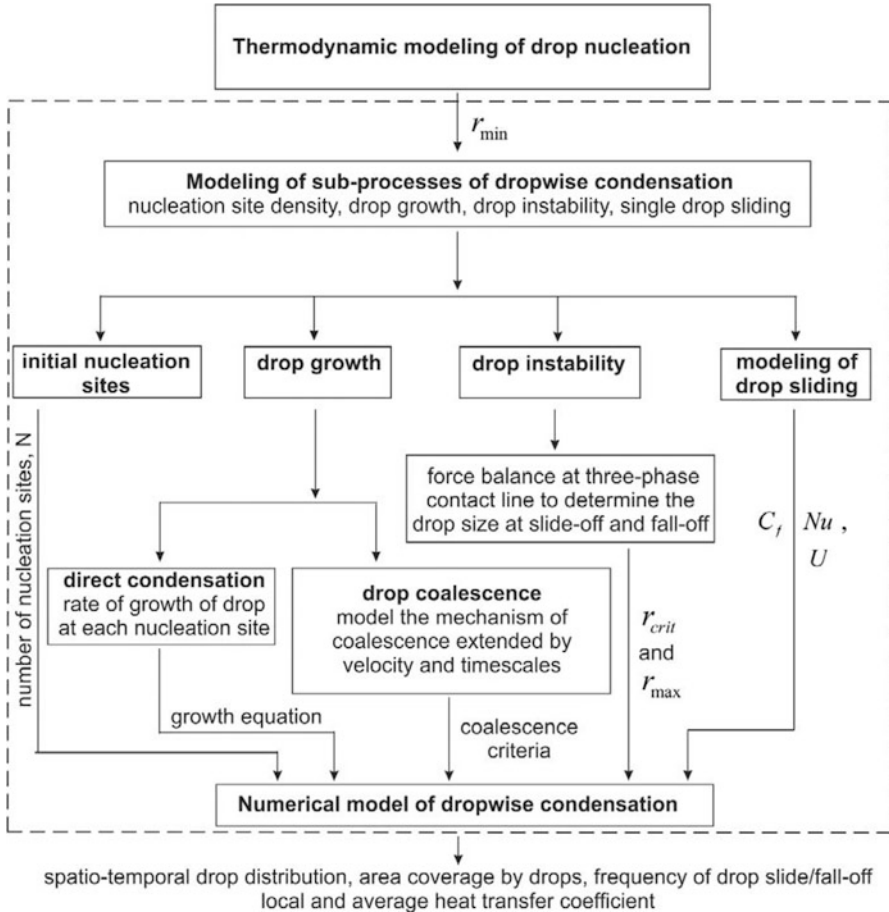 Thermodynamic modeling of drop nucleation
r_min
Modeling of sub-processes of dropwise condensation
nucleation site density, drop growth, drop instability, single drop sliding
initial nucleation
sites
drop growth
drop instability
modeling of
drop sliding
number of nucleation sites, N
force balance at three-phase
contact line to determine the
drop size at slide-off and fall-off
C_f
Nu ,
U
direct condensation
rate of growth of drop
at each nucleation site
drop coalescence
model the mechanism of
coalescence extended by
velocity and timescales
r_crit
and
r_max
growth equation
coalescence
criteria
Numerical model of dropwise condensation
spatio-temporal drop distribution, area coverage by drops, frequency of drop slide/fall-off
local and average heat transfer coefficient